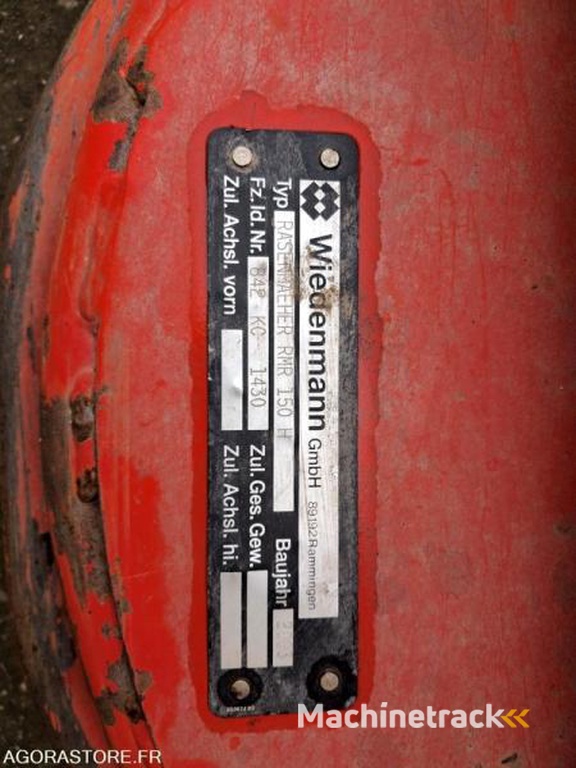 Wiedenmann GmbH 89192 Rammingen
Typ RASENMAEHER RMR 150 H Baujahr
Fz.Id.Nr. 842 KC 1430 Zul. Ges. Gew.
Zul. Achsl. vorn Zul. Achsl. hi.
Machinetrack
AGORASTORE.FR